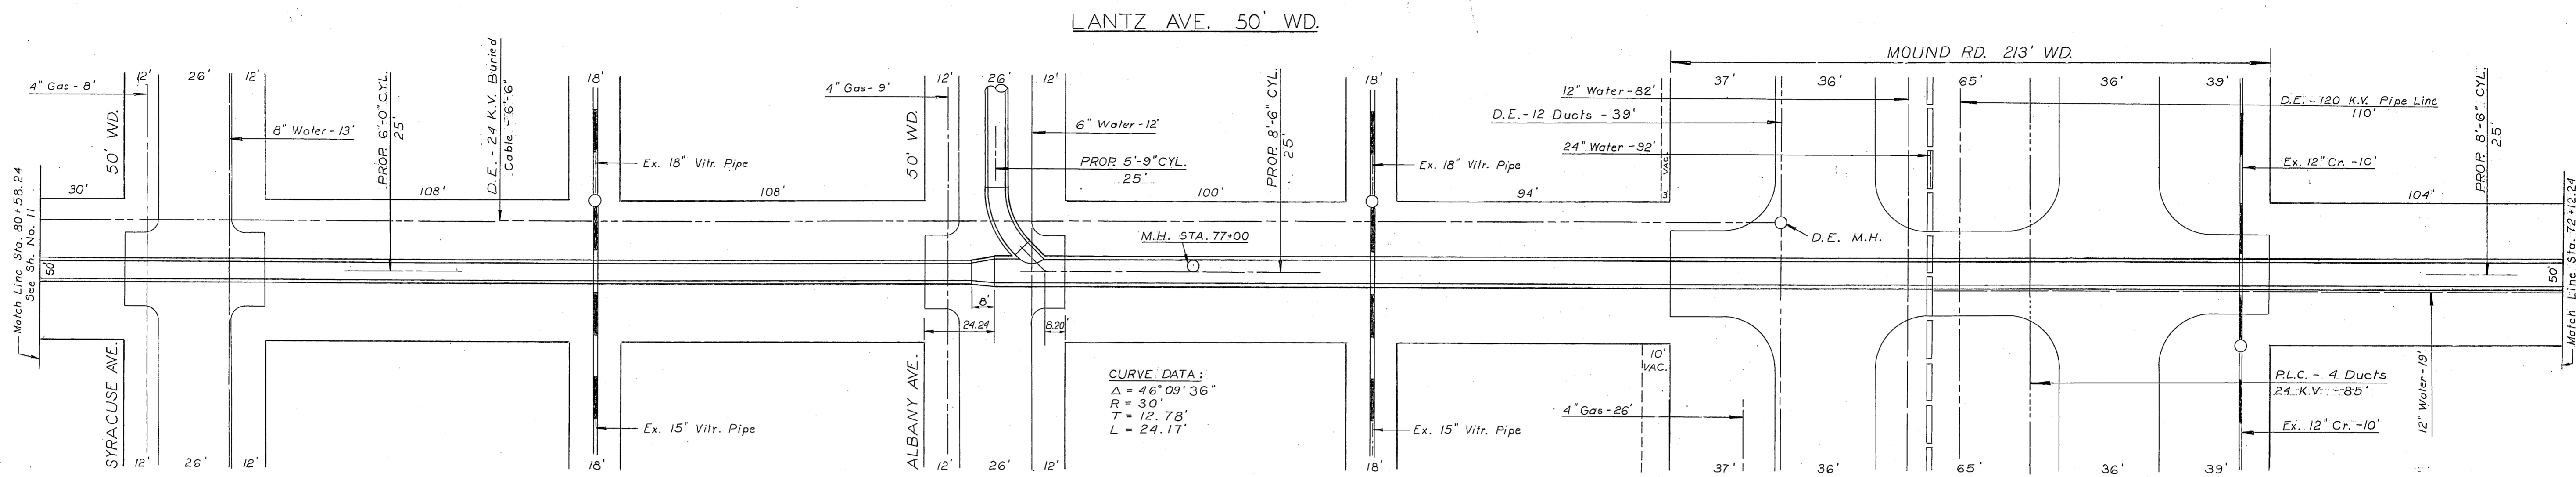 LANTZ AVE. 50' WD.
MOUND RD. 213' WD.
Match Line Sta. 80+58.24
See Sh. No. 11
50'
30'
4" Gas-8'
50' WD.
12'
26'
12'
8" Water-13'
PROP. 6'-0" CYL.
25'
108'
D.E.-24 K.V. Buried
Cable-6'-6"
18'
Ex. 18" Vitr. Pipe
108'
4" Gas-9'
50' WD.
12'
26'
12'
6" Water-12'
PROP. 5'-9" CYL.
25'
100'
M.H. STA. 77+00
PROP. 8'-6" CYL.
25'
18'
Ex. 18" Vitr. Pipe
94'
VAC.
3'
37'
36'
65'
36'
39'
12" Water-82'
D.E.-12 Ducts-39'
24" Water-92'
D.E. M.H.
D.E.-120 K.V. Pipe Line
110'
Ex. 12" Cr.-10'
PROP. 8'-6" CYL.
25'
104'
50'
Match Line Sta. 72+12.24
8'
24.24
8.20'
SYRACUSE AVE.
12'
26'
12'
Ex. 15" Vitr. Pipe
18'
ALBANY AVE.
12'
26'
12'
CURVE DATA:
Δ = 46°09'36"
R = 30'
T = 12.78'
L = 24.17'
Ex. 15" Vitr. Pipe
18'
10'
VAC.
4" Gas-26'
37'
36'
65'
36'
39'
P.L.C.-4 Ducts
24 K.V.-85'
Ex. 12" Cr.-10'
12" Water-19'